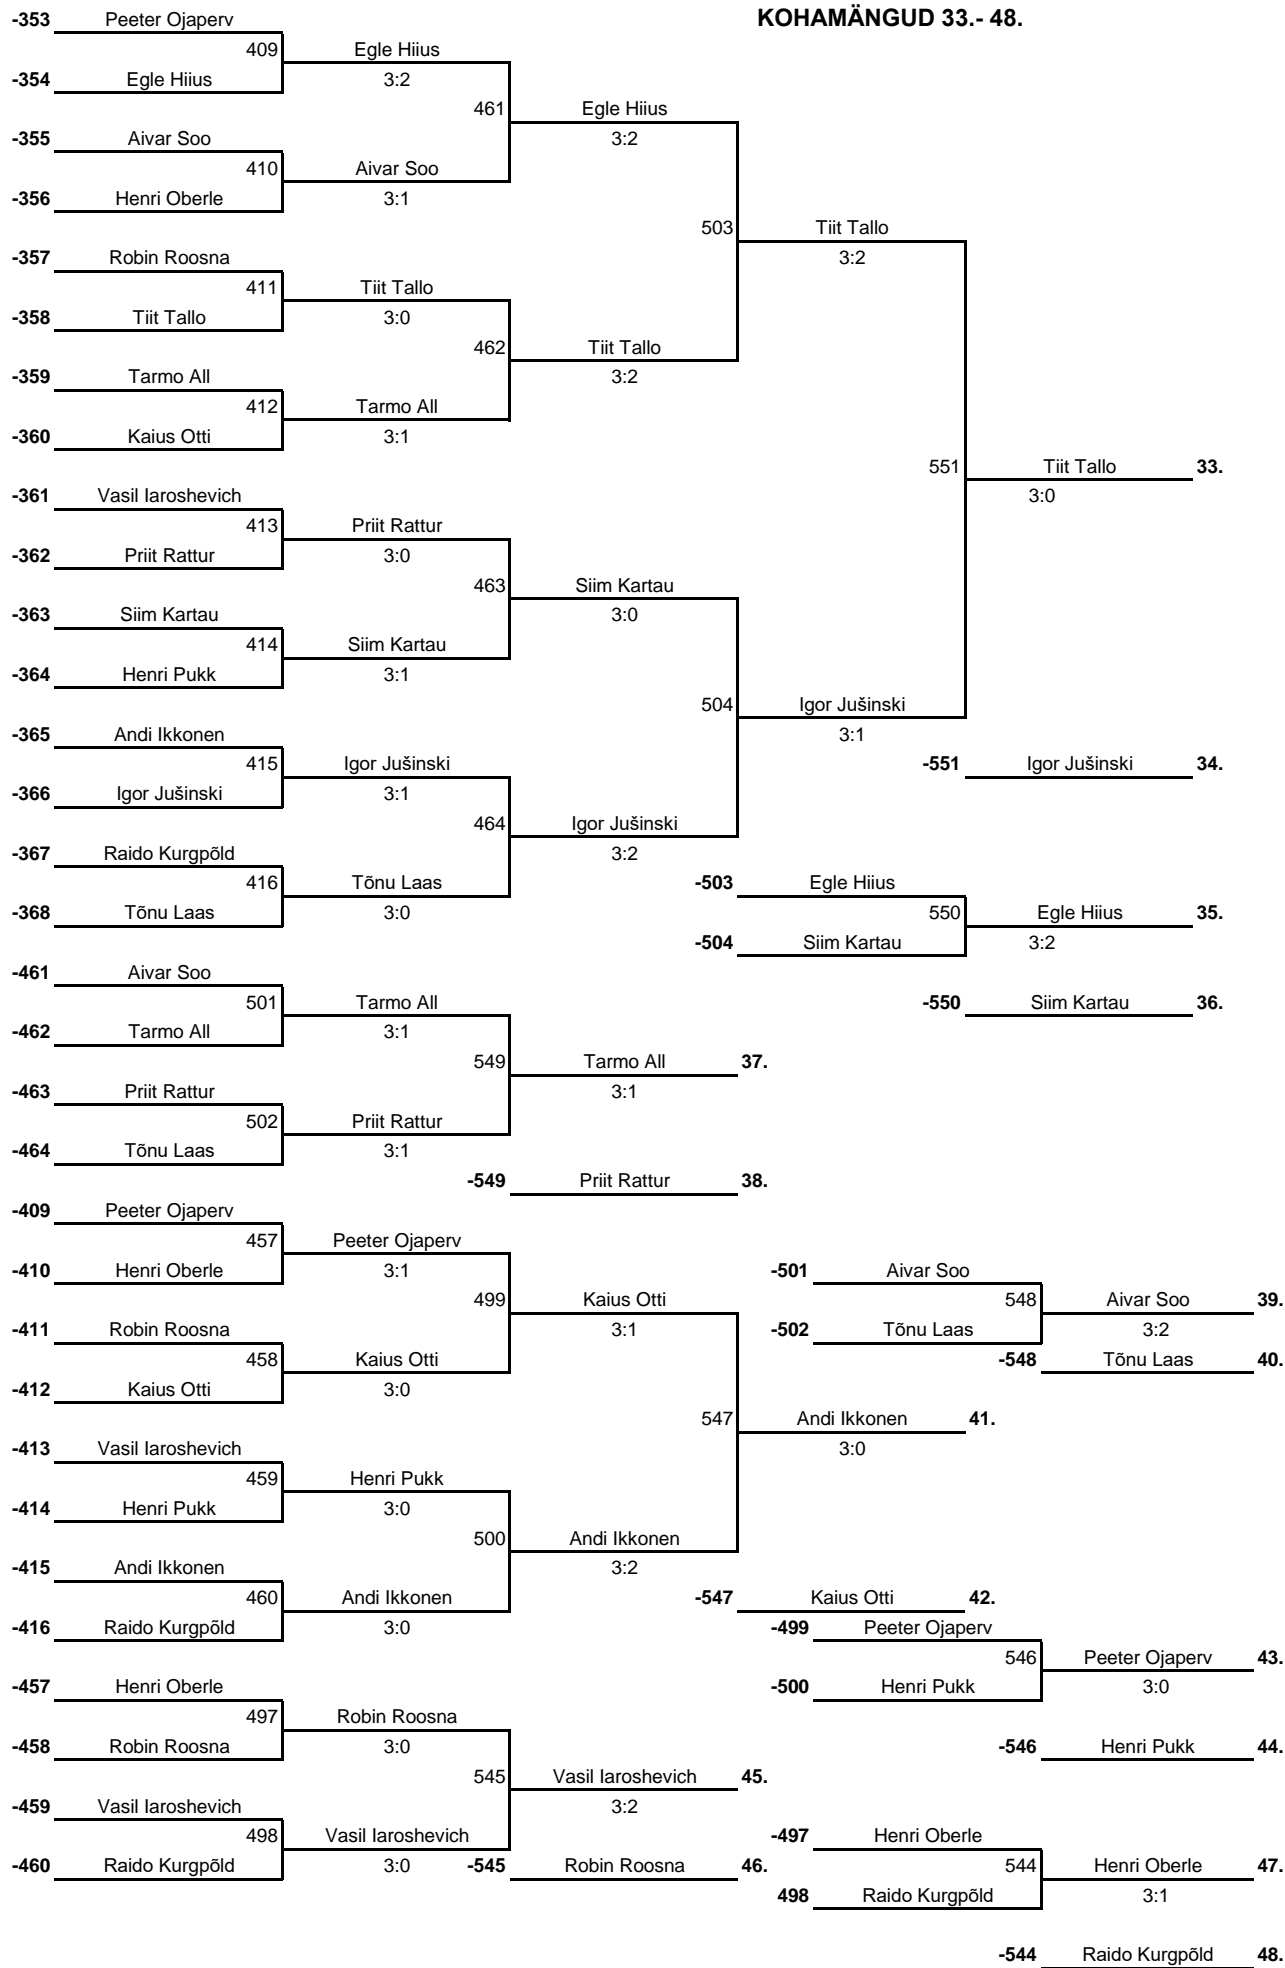 -353 Peeter Ojaperv KOHAMÄNGUD 33.- 48.
409 Egle Hiius
-354 Egle Hiius 3:2
461 Egle Hiius
-355 Aivar Soo 3:2
410 Aivar Soo
-356 Henri Oberle 3:1
503 Tiit Tallo
-357 Robin Roosna 3:2
411 Tiit Tallo
-358 Tiit Tallo 3:0
462 Tiit Tallo
-359 Tarmo All 3:2
412 Tarmo All
-360 Kaius Otti 3:1
551 Tiit Tallo 33.
-361 Vasil Iaroshevich 3:0
413 Priit Rattur
-362 Priit Rattur 3:0
463 Siim Kartau
-363 Siim Kartau 3:0
414 Siim Kartau
-364 Henri Pukk 3:1
504 Igor Jušinski
-365 Andi Ikkonen 3:1
415 Igor Jušinski -551 Igor Jušinski 34.
-366 Igor Jušinski 3:1
464 Igor Jušinski
-367 Raido Kurgpõld 3:2
416 Tõnu Laas -503 Egle Hiius
-368 Tõnu Laas 3:0 550 Egle Hiius 35.
-504 Siim Kartau 3:2
-461 Aivar Soo
501 Tarmo All -550 Siim Kartau 36.
-462 Tarmo All 3:1
549 Tarmo All 37.
-463 Priit Rattur 3:1
502 Priit Rattur
-464 Tõnu Laas 3:1
-549 Priit Rattur 38.
-409 Peeter Ojaperv
457 Peeter Ojaperv
-410 Henri Oberle 3:1 -501 Aivar Soo
499 Kaius Otti 548 Aivar Soo 39.
-411 Robin Roosna 3:1 -502 Tõnu Laas 3:2
458 Kaius Otti -548 Tõnu Laas 40.
-412 Kaius Otti 3:0
547 Andi Ikkonen 41.
-413 Vasil Iaroshevich 3:0
459 Henri Pukk
-414 Henri Pukk 3:0
500 Andi Ikkonen
-415 Andi Ikkonen 3:2
460 Andi Ikkonen -547 Kaius Otti 42.
-416 Raido Kurgpõld 3:0 -499 Peeter Ojaperv
546 Peeter Ojaperv 43.
-457 Henri Oberle -500 Henri Pukk 3:0
497 Robin Roosna
-458 Robin Roosna 3:0 -546 Henri Pukk 44.
545 Vasil Iaroshevich 45.
-459 Vasil Iaroshevich 3:2
498 Vasil Iaroshevich -497 Henri Oberle
-460 Raido Kurgpõld 3:0 -545 Robin Roosna 46. 544 Henri Oberle 47.
498 Raido Kurgpõld 3:1
-544 Raido Kurgpõld 48.